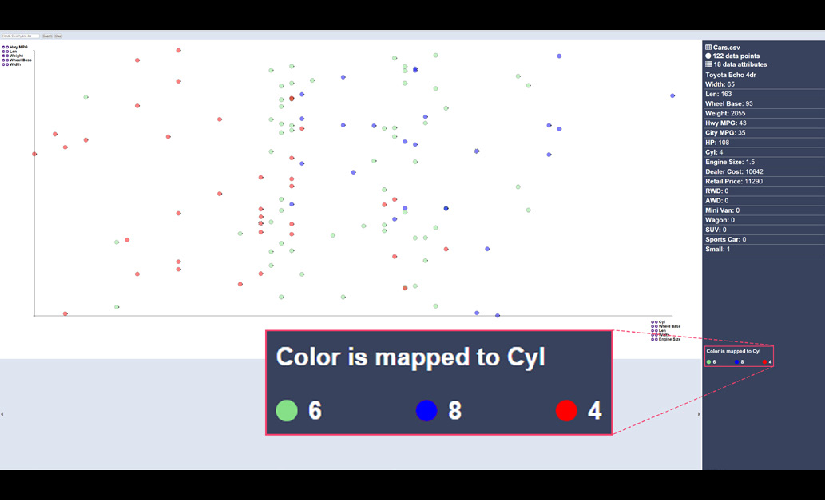 Cars.csv
122 data points
18 data attributes
Toyota Echo 4dr
Width: 65
Len: 163
Wheel Base: 93
Weight: 2055
Hwy MPG: 43
City MPG: 35
HP: 108
Cyl: 4
Engine Size: 1.5
Dealer Cost: 10642
Retail Price: 11290
RWD: 0
AWD: 0
Mini Van: 0
Wagon: 0
SUV: 0
Sports Car: 0
Small: 1
Color is mapped to Cyl
6 8 4
Color is mapped to Cyl
6 8 4